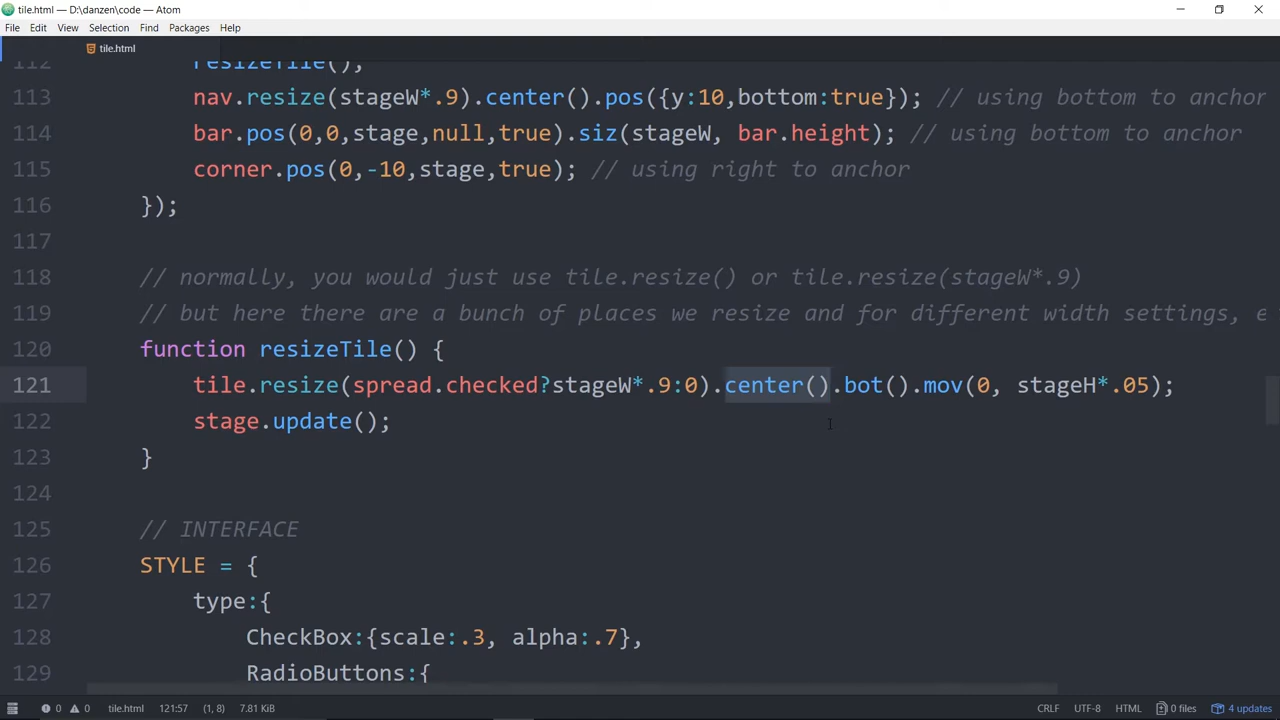 tile.html — D:\danzen\code — Atom
File Edit View Selection Find Packages Help
tile.html
112 resizeTile();
113 nav.resize(stageW*.9).center().pos({y:10,bottom:true}); // using bottom to anchor
114 bar.pos(0,0,stage,null,true).siz(stageW, bar.height); // using bottom to anchor
115 corner.pos(0,-10,stage,true); // using right to anchor
116 });
117
118 // normally, you would just use tile.resize() or tile.resize(stageW*.9)
119 // but here there are a bunch of places we resize and for different width settings, e
120 function resizeTile() {
121 tile.resize(spread.checked?stageW*.9:0).center().bot().mov(0, stageH*.05);
122 stage.update();
123 }
124
125 // INTERFACE
126 STYLE = {
127 type:{
128 CheckBox:{scale:.3, alpha:.7},
129 RadioButtons:{
0 0 tile.html 121:57 (1, 8) 7.81 KiB CRLF UTF-8 HTML 0 files 4 updates